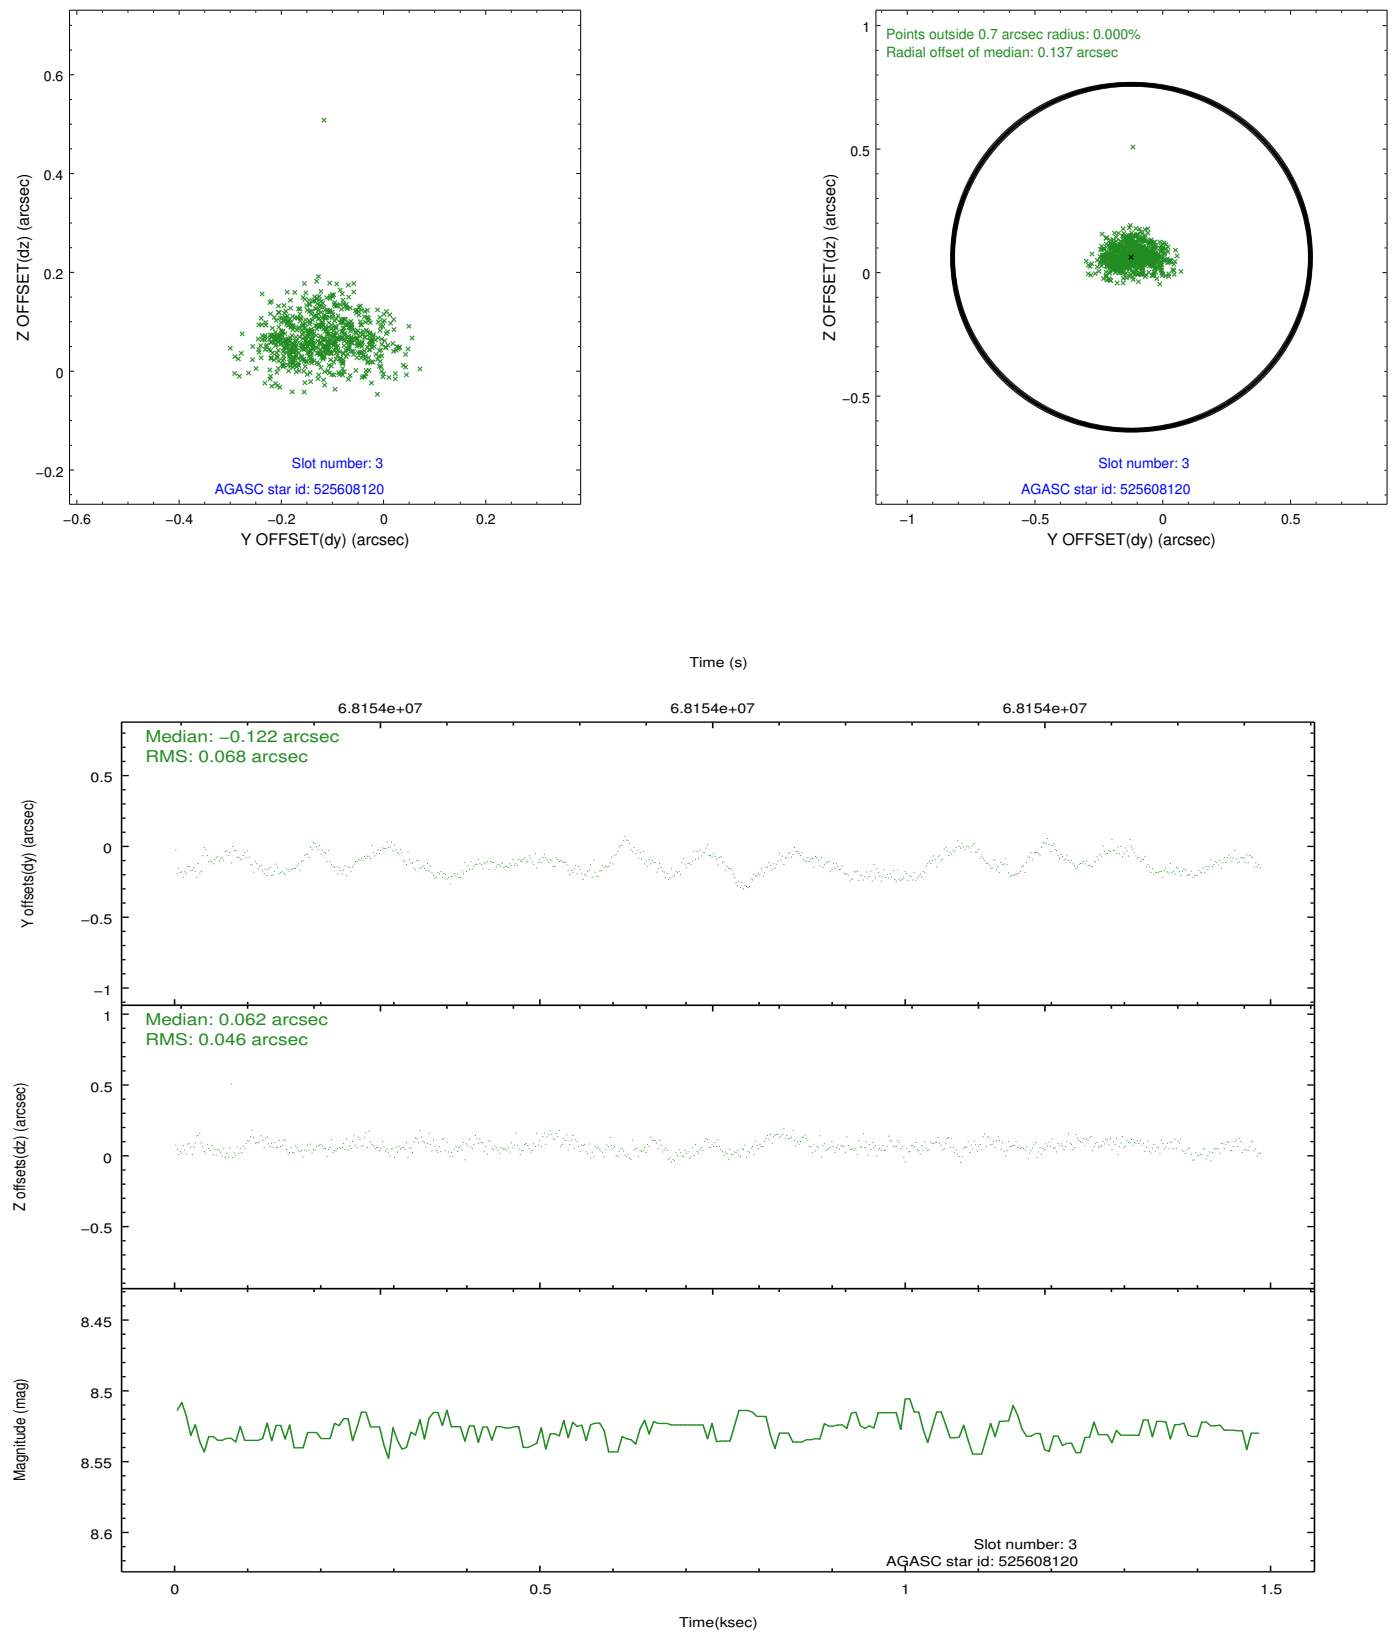 0.6
0.4
0.2
0
−0.2
Z OFFSET(dz) (arcsec)
Slot number: 3
AGASC star id: 525608120
−0.6 −0.4 −0.2 0 0.2
Y OFFSET(dy) (arcsec)
Points outside 0.7 arcsec radius: 0.000%
Radial offset of median: 0.137 arcsec
1
0.5
0
−0.5
Z OFFSET(dz) (arcsec)
Slot number: 3
AGASC star id: 525608120
−1 −0.5 0 0.5
Y OFFSET(dy) (arcsec)
Time (s)
6.8154e+07 6.8154e+07 6.8154e+07
Median: −0.122 arcsec
RMS: 0.068 arcsec
0.5
0
−0.5
−1
Y offsets(dy) (arcsec)
Median: 0.062 arcsec
RMS: 0.046 arcsec
1
0.5
0
−0.5
Z offsets(dz) (arcsec)
8.45
8.5
8.55
8.6
Magnitude (mag)
Slot number: 3
AGASC star id: 525608120
0 0.5 1 1.5
Time(ksec)